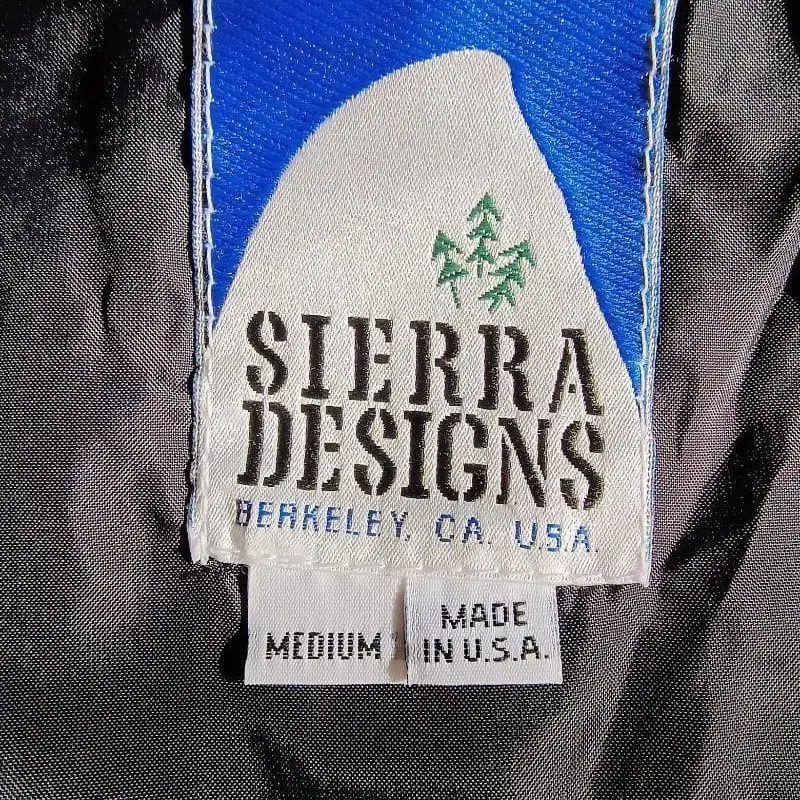 SIERRA
DESIGNS
BERKELEY, CA. U.S.A.
MEDIUM
MADE
IN U.S.A.